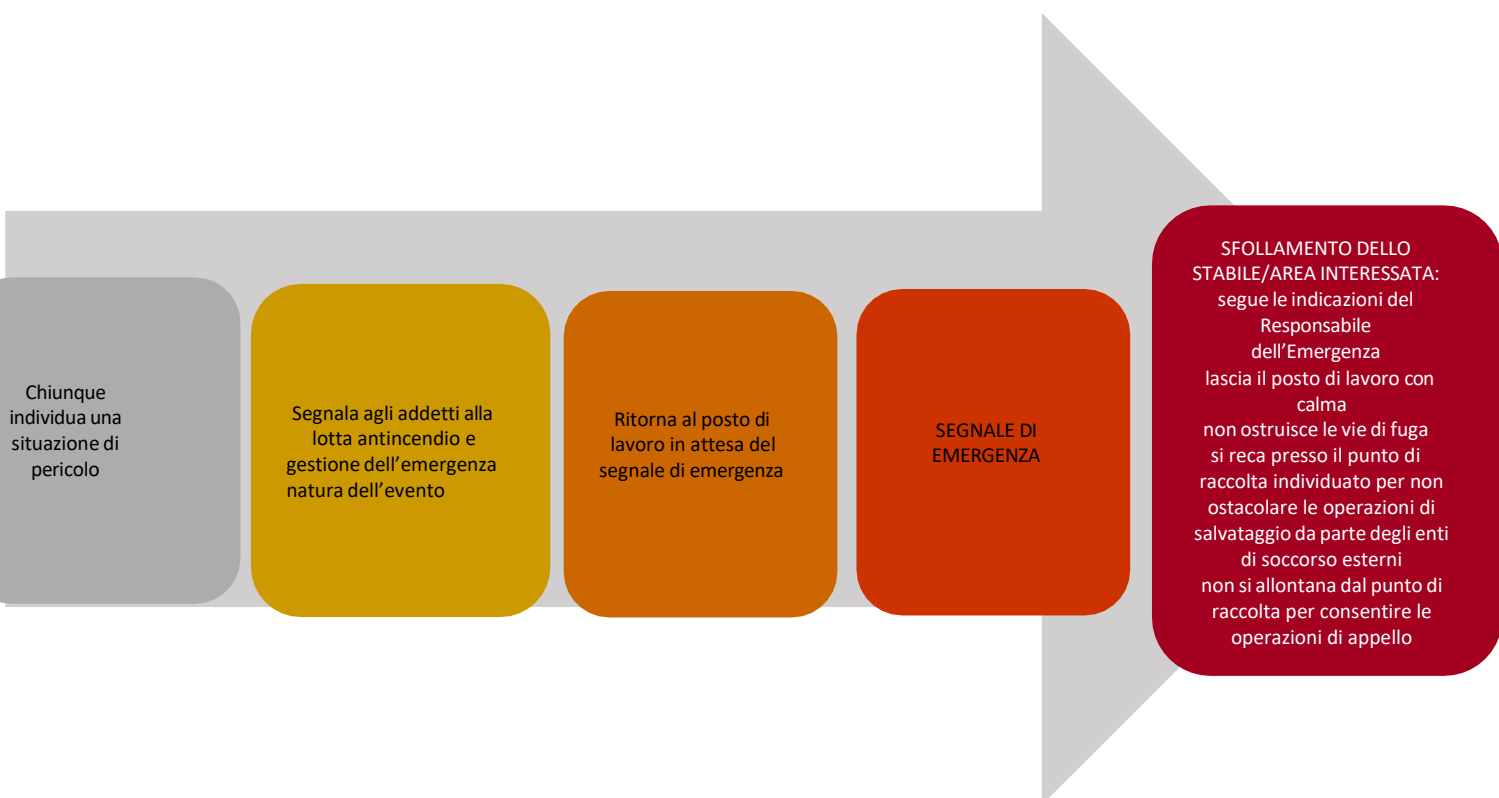 Chiunque
individua una
situazione di
pericolo
Segnala agli addetti alla
lotta antincendio e
gestione dell'emergenza
natura dell'evento
Ritorna al posto di
lavoro in attesa del
segnale di emergenza
SEGNALE DI
EMERGENZA
SFOLLAMENTO DELLO
STABILE/AREA INTERESSATA:
segue le indicazioni del
Responsabile
dell'Emergenza
lascia il posto di lavoro con
calma
non ostruisce le vie di fuga
si reca presso il punto di
raccolta individuato per non
ostacolare le operazioni di
salvataggio da parte degli enti
di soccorso esterni
non si allontana dal punto di
raccolta per consentire le
operazioni di appello